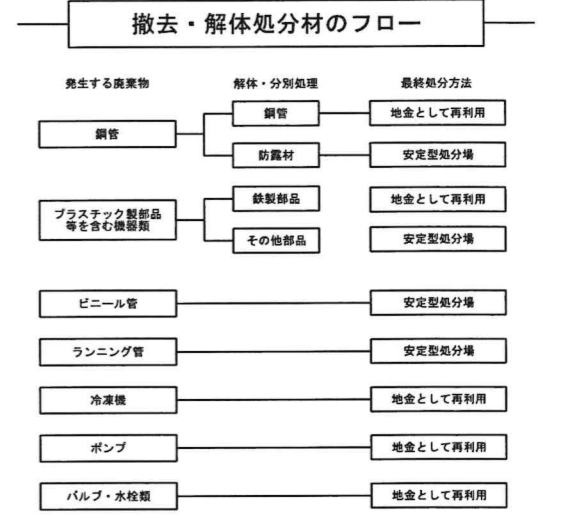 撤去・解体処分材のフロー
発生する廃棄物
解体・分別処理
最終処分方法
鋼管
鋼管
地金として再利用
防露材
安定型処分場
プラスチック製部品
等を含む機器類
鉄製部品
地金として再利用
その他部品
安定型処分場
ビニール管
安定型処分場
ランニング管
安定型処分場
冷凍機
地金として再利用
ポンプ
地金として再利用
バルブ・水栓類
地金として再利用